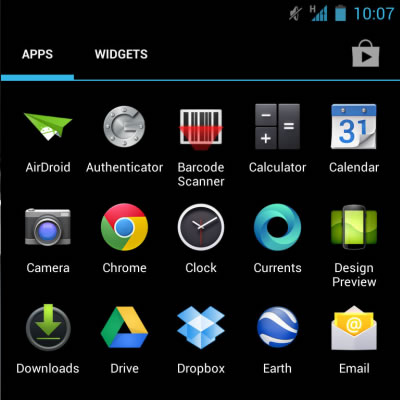 H 10:07
APPS WIDGETS
31
AirDroid Authenticator Barcode Scanner Calculator Calendar
Camera Chrome Clock Currents Design Preview
@
Downloads Drive Dropbox Earth Email